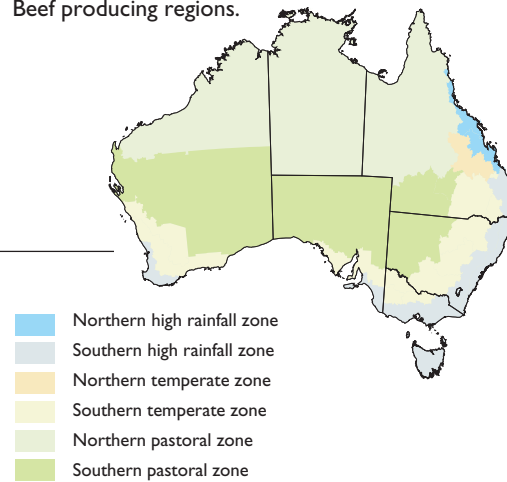 Beef producing regions.
Northern high rainfall zone
Southern high rainfall zone
Northern temperate zone
Southern temperate zone
Northern pastoral zone
Southern pastoral zone